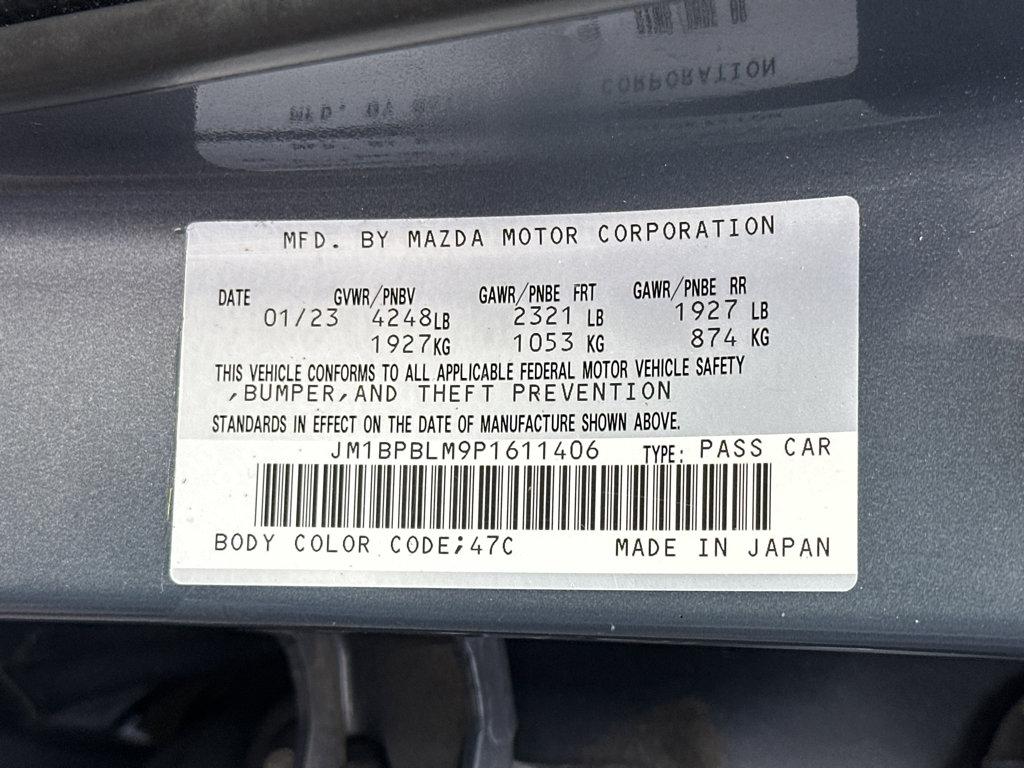 MFD. BY MAZDA MOTOR CORPORATION
DATE GVWR/PNBV GAWR/PNBE FRT GAWR/PNBE RR
01/23 4248LB 2321 LB 1927 LB
1927KG 1053 KG 874 KG
THIS VEHICLE CONFORMS TO ALL APPLICABLE FEDERAL MOTOR VEHICLE SAFETY
,BUMPER,AND THEFT PREVENTION
STANDARDS IN EFFECT ON THE DATE OF MANUFACTURE SHOWN ABOVE.
JM1BPBLM9P1611406 TYPE: PASS CAR
BODY COLOR CODE;47C MADE IN JAPAN